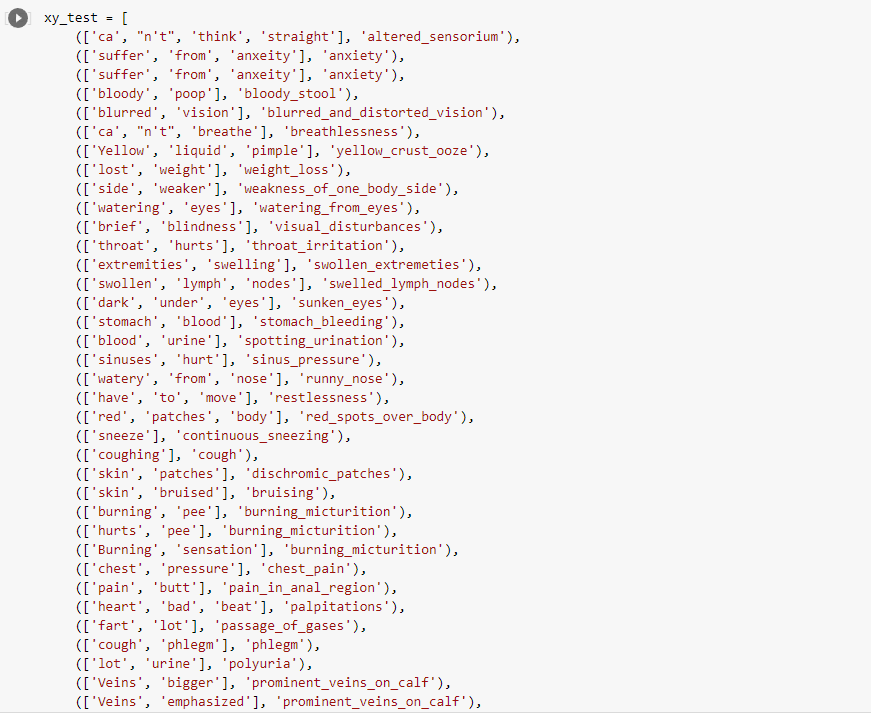 xy_test = [
(['ca', "n't", 'think', 'straight'], 'altered_sensorium'),
(['suffer', 'from', 'anxeity'], 'anxiety'),
(['suffer', 'from', 'anxeity'], 'anxiety'),
(['bloody', 'poop'], 'bloody_stool'),
(['blurred', 'vision'], 'blurred_and_distorted_vision'),
(['ca', "n't", 'breathe'], 'breathlessness'),
(['Yellow', 'liquid', 'pimple'], 'yellow_crust_ooze'),
(['lost', 'weight'], 'weight_loss'),
(['side', 'weaker'], 'weakness_of_one_body_side'),
(['watering', 'eyes'], 'watering_from_eyes'),
(['brief', 'blindness'], 'visual_disturbances'),
(['throat', 'hurts'], 'throat_irritation'),
(['extremities', 'swelling'], 'swollen_extremeties'),
(['swollen', 'lymph', 'nodes'], 'swelled_lymph_nodes'),
(['dark', 'under', 'eyes'], 'sunken_eyes'),
(['stomach', 'blood'], 'stomach_bleeding'),
(['blood', 'urine'], 'spotting_urination'),
(['sinuses', 'hurt'], 'sinus_pressure'),
(['watery', 'from', 'nose'], 'runny_nose'),
(['have', 'to', 'move'], 'restlessness'),
(['red', 'patches', 'body'], 'red_spots_over_body'),
(['sneeze'], 'continuous_sneezing'),
(['coughing'], 'cough'),
(['skin', 'patches'], 'dischromic_patches'),
(['skin', 'bruised'], 'bruising'),
(['burning', 'pee'], 'burning_micturition'),
(['hurts', 'pee'], 'burning_micturition'),
(['Burning', 'sensation'], 'burning_micturition'),
(['chest', 'pressure'], 'chest_pain'),
(['pain', 'butt'], 'pain_in_anal_region'),
(['heart', 'bad', 'beat'], 'palpitations'),
(['fart', 'lot'], 'passage_of_gases'),
(['cough', 'phlegm'], 'phlegm'),
(['lot', 'urine'], 'polyuria'),
(['Veins', 'bigger'], 'prominent_veins_on_calf'),
(['Veins', 'emphasized'], 'prominent_veins_on_calf'),